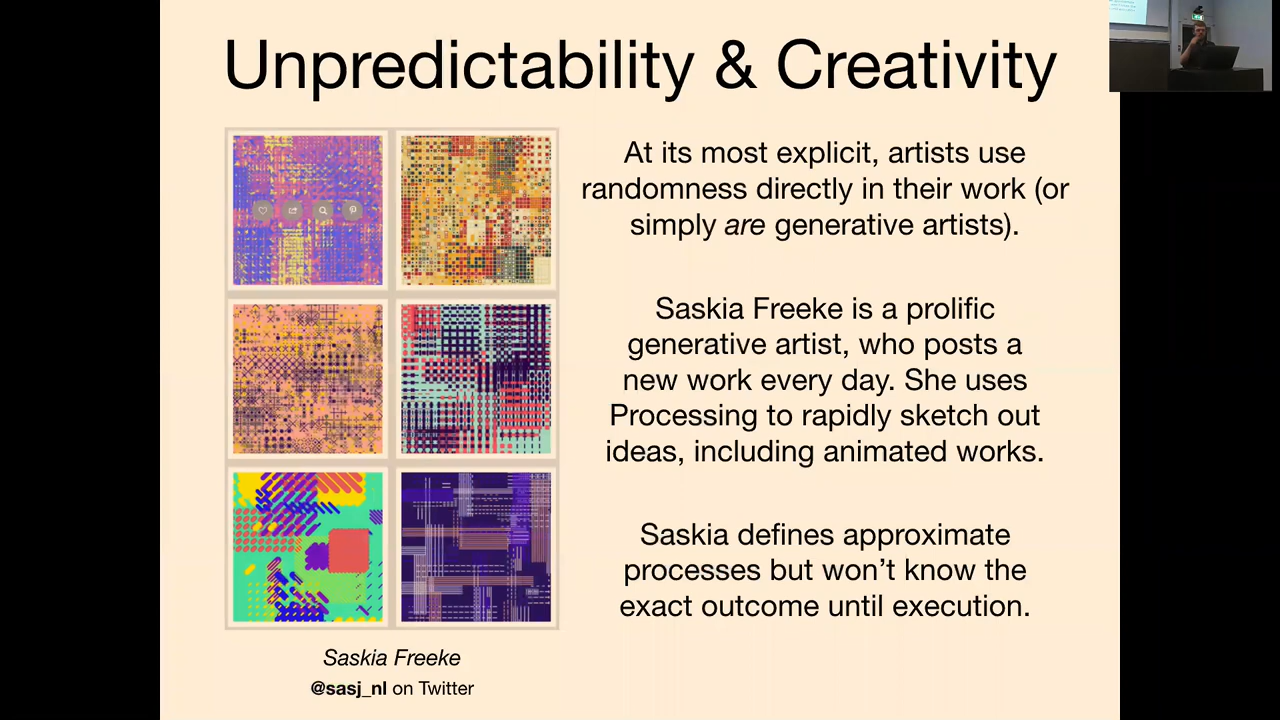 Unpredictability & Creativity
At its most explicit, artists use
randomness directly in their work (or
simply are generative artists).
Saskia Freeke is a prolific
generative artist, who posts a
new work every day. She uses
Processing to rapidly sketch out
ideas, including animated works.
Saskia defines approximate
processes but won’t know the
exact outcome until execution.
Saskia Freeke
@sasj_nl on Twitter